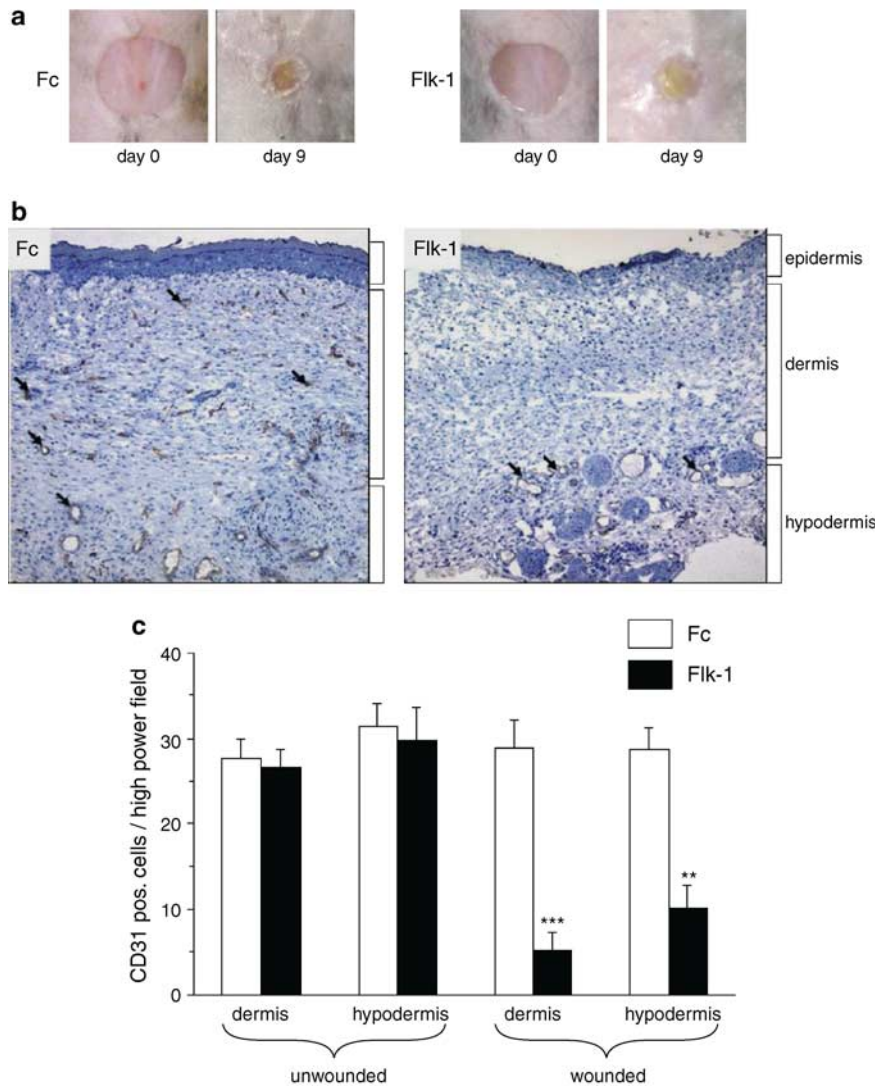 a
Fc
day 0
day 9
Flk-1
day 0
day 9
b
Fc
Flk-1
epidermis
dermis
hypodermis
c
Fc
Flk-1
CD31 pos. cells / high power field
40
30
20
10
0
***
**
dermis
hypodermis
dermis
hypodermis
unwounded
wounded